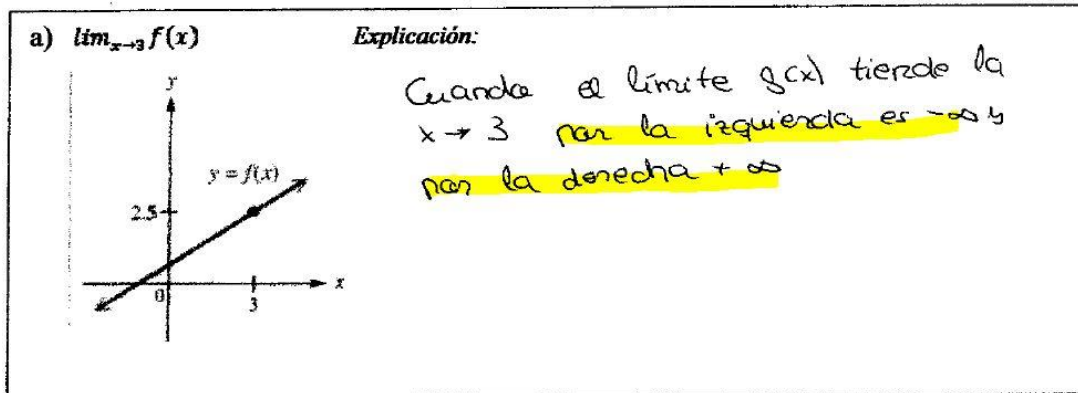 a) lim x→3 f(x) Explicación:
Cuando el límite f(x) tiende la
x → 3 por la izquierda es -∞ y
por la derecha + ∞
y
y = f(x)
2.5
0
3
x